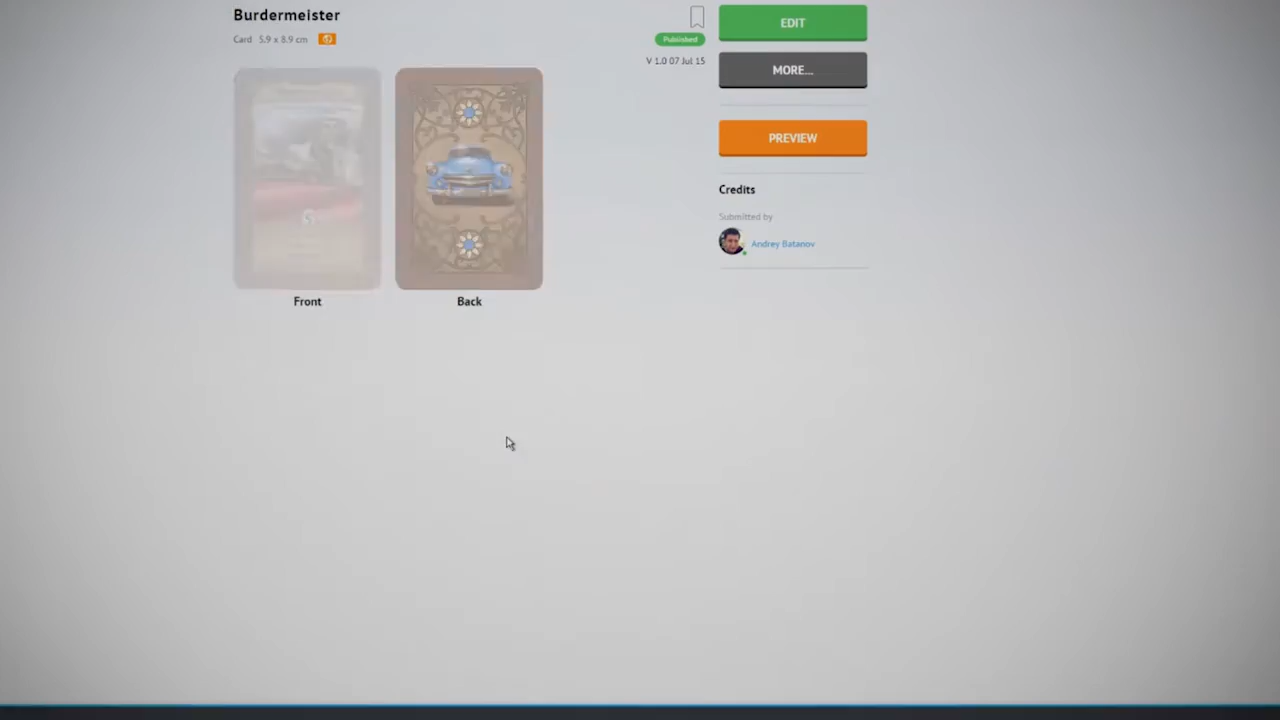 Burdermeister
Card 5.9 x 8.9 cm
Published
V 1.0 07 Jul 15
EDIT
MORE...
PREVIEW
Credits
Submitted by
Andrey Batanov
Front
Back